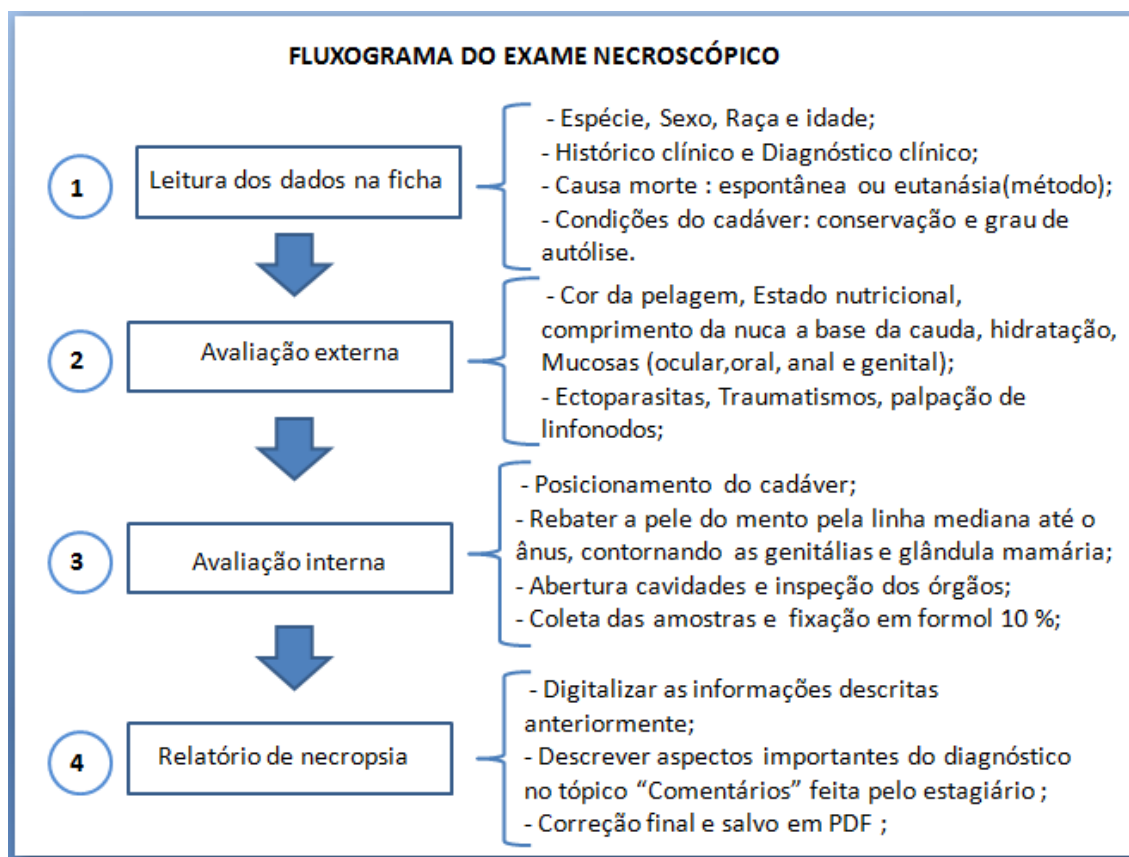 FLUXOGRAMA DO EXAME NECROSCÓPICO
1
Leitura dos dados na ficha
- Espécie, Sexo, Raça e idade;
- Histórico clínico e Diagnóstico clínico;
- Causa morte : espontânea ou eutanásia(método);
- Condições do cadáver: conservação e grau de
autólise.
2
Avaliação externa
- Cor da pelagem, Estado nutricional,
comprimento da nuca a base da cauda, hidratação,
Mucosas (ocular,oral, anal e genital);
- Ectoparasitas, Traumatismos, palpação de
linfonodos;
3
Avaliação interna
- Posicionamento do cadáver;
- Rebater a pele do mento pela linha mediana até o
ânus, contornando as genitálias e glândula mamária;
- Abertura cavidades e inspeção dos órgãos;
- Coleta das amostras e fixação em formol 10 %;
4
Relatório de necropsia
- Digitalizar as informações descritas
anteriormente;
- Descrever aspectos importantes do diagnóstico
no tópico “Comentários” feita pelo estagiário ;
- Correção final e salvo em PDF ;